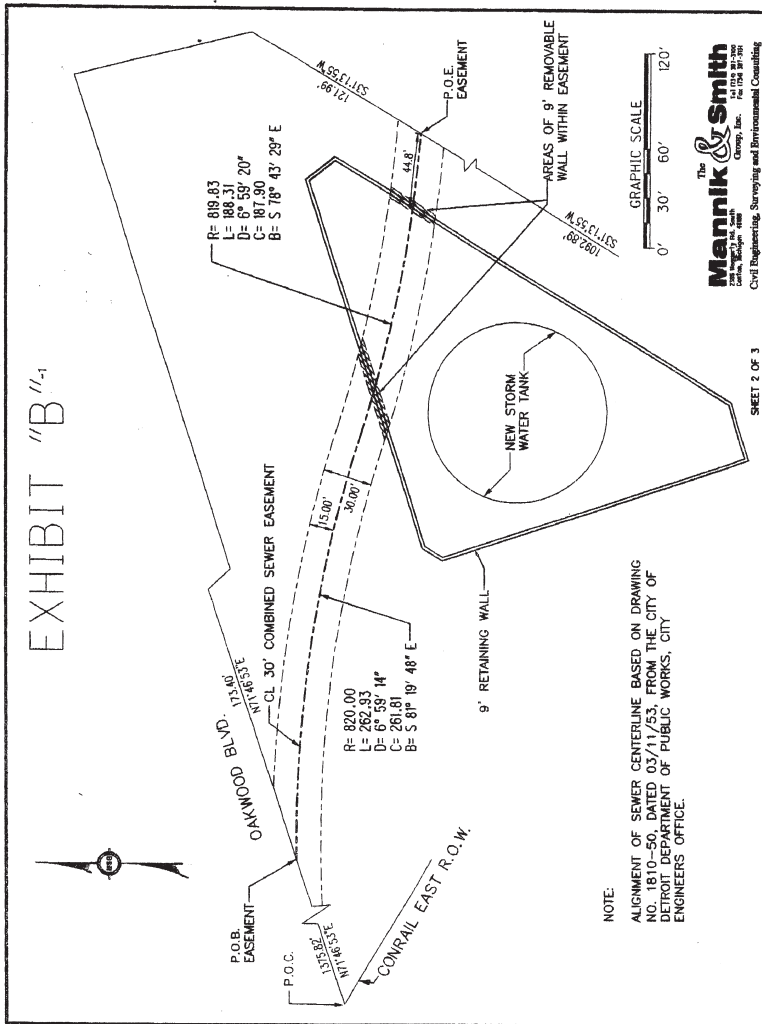 EXHIBIT "B"-1
P.O.B.
EASEMENT
P.O.C.
1375.82'
N71°46'53"E
CONRAIL EAST R.O.W.
OAKWOOD BLVD.
173.40'
N71°46'53"E
CL 30' COMBINED SEWER EASEMENT
R= 820.00
L= 262.93
D= 6° 59' 14"
C= 261.81
B= S 81° 19' 48" E
15.00'
30.00'
R= 819.83
L= 188.31
D= 6° 59' 20"
C= 187.90
B= S 78° 43' 29" E
121.99'
S31°13'55"W
44.8'
P.O.E.
EASEMENT
AREAS OF 9' REMOVABLE
WALL WITHIN EASEMENT
1092.89'
S31°13'55"W
NEW STORM
WATER TANK
9' RETAINING WALL
NOTE:
ALIGNMENT OF SEWER CENTERLINE BASED ON DRAWING
NO. 1810-50, DATED 03/11/53, FROM THE CITY OF
DETROIT DEPARTMENT OF PUBLIC WORKS, CITY
ENGINEERS OFFICE.
GRAPHIC SCALE
0' 30' 60' 120'
The
Mannik & Smith
Group, Inc.
Canton, Michigan 48188
Civil Engineering, Surveying and Environmental Consulting
SHEET 2 OF 3